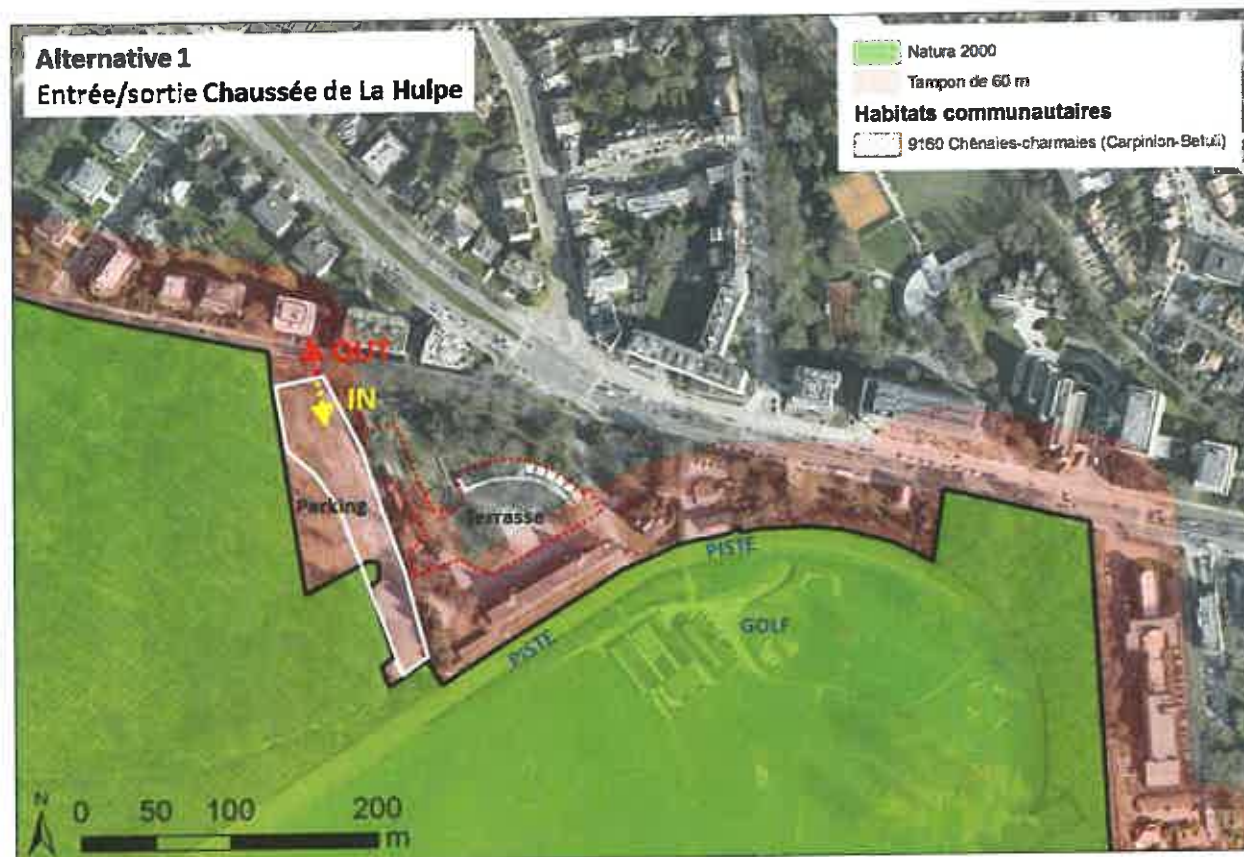 Alternative 1
Entrée/sortie Chaussée de La Hulpe
Natura 2000
Tampon de 60 m
Habitats communautaires
9160 Chênaies-charmaies (Carpinion-Betuli)
OUT
IN
Parking
Terrasse
PISTE
GOLF
PISTE
N
0 50 100 200
m